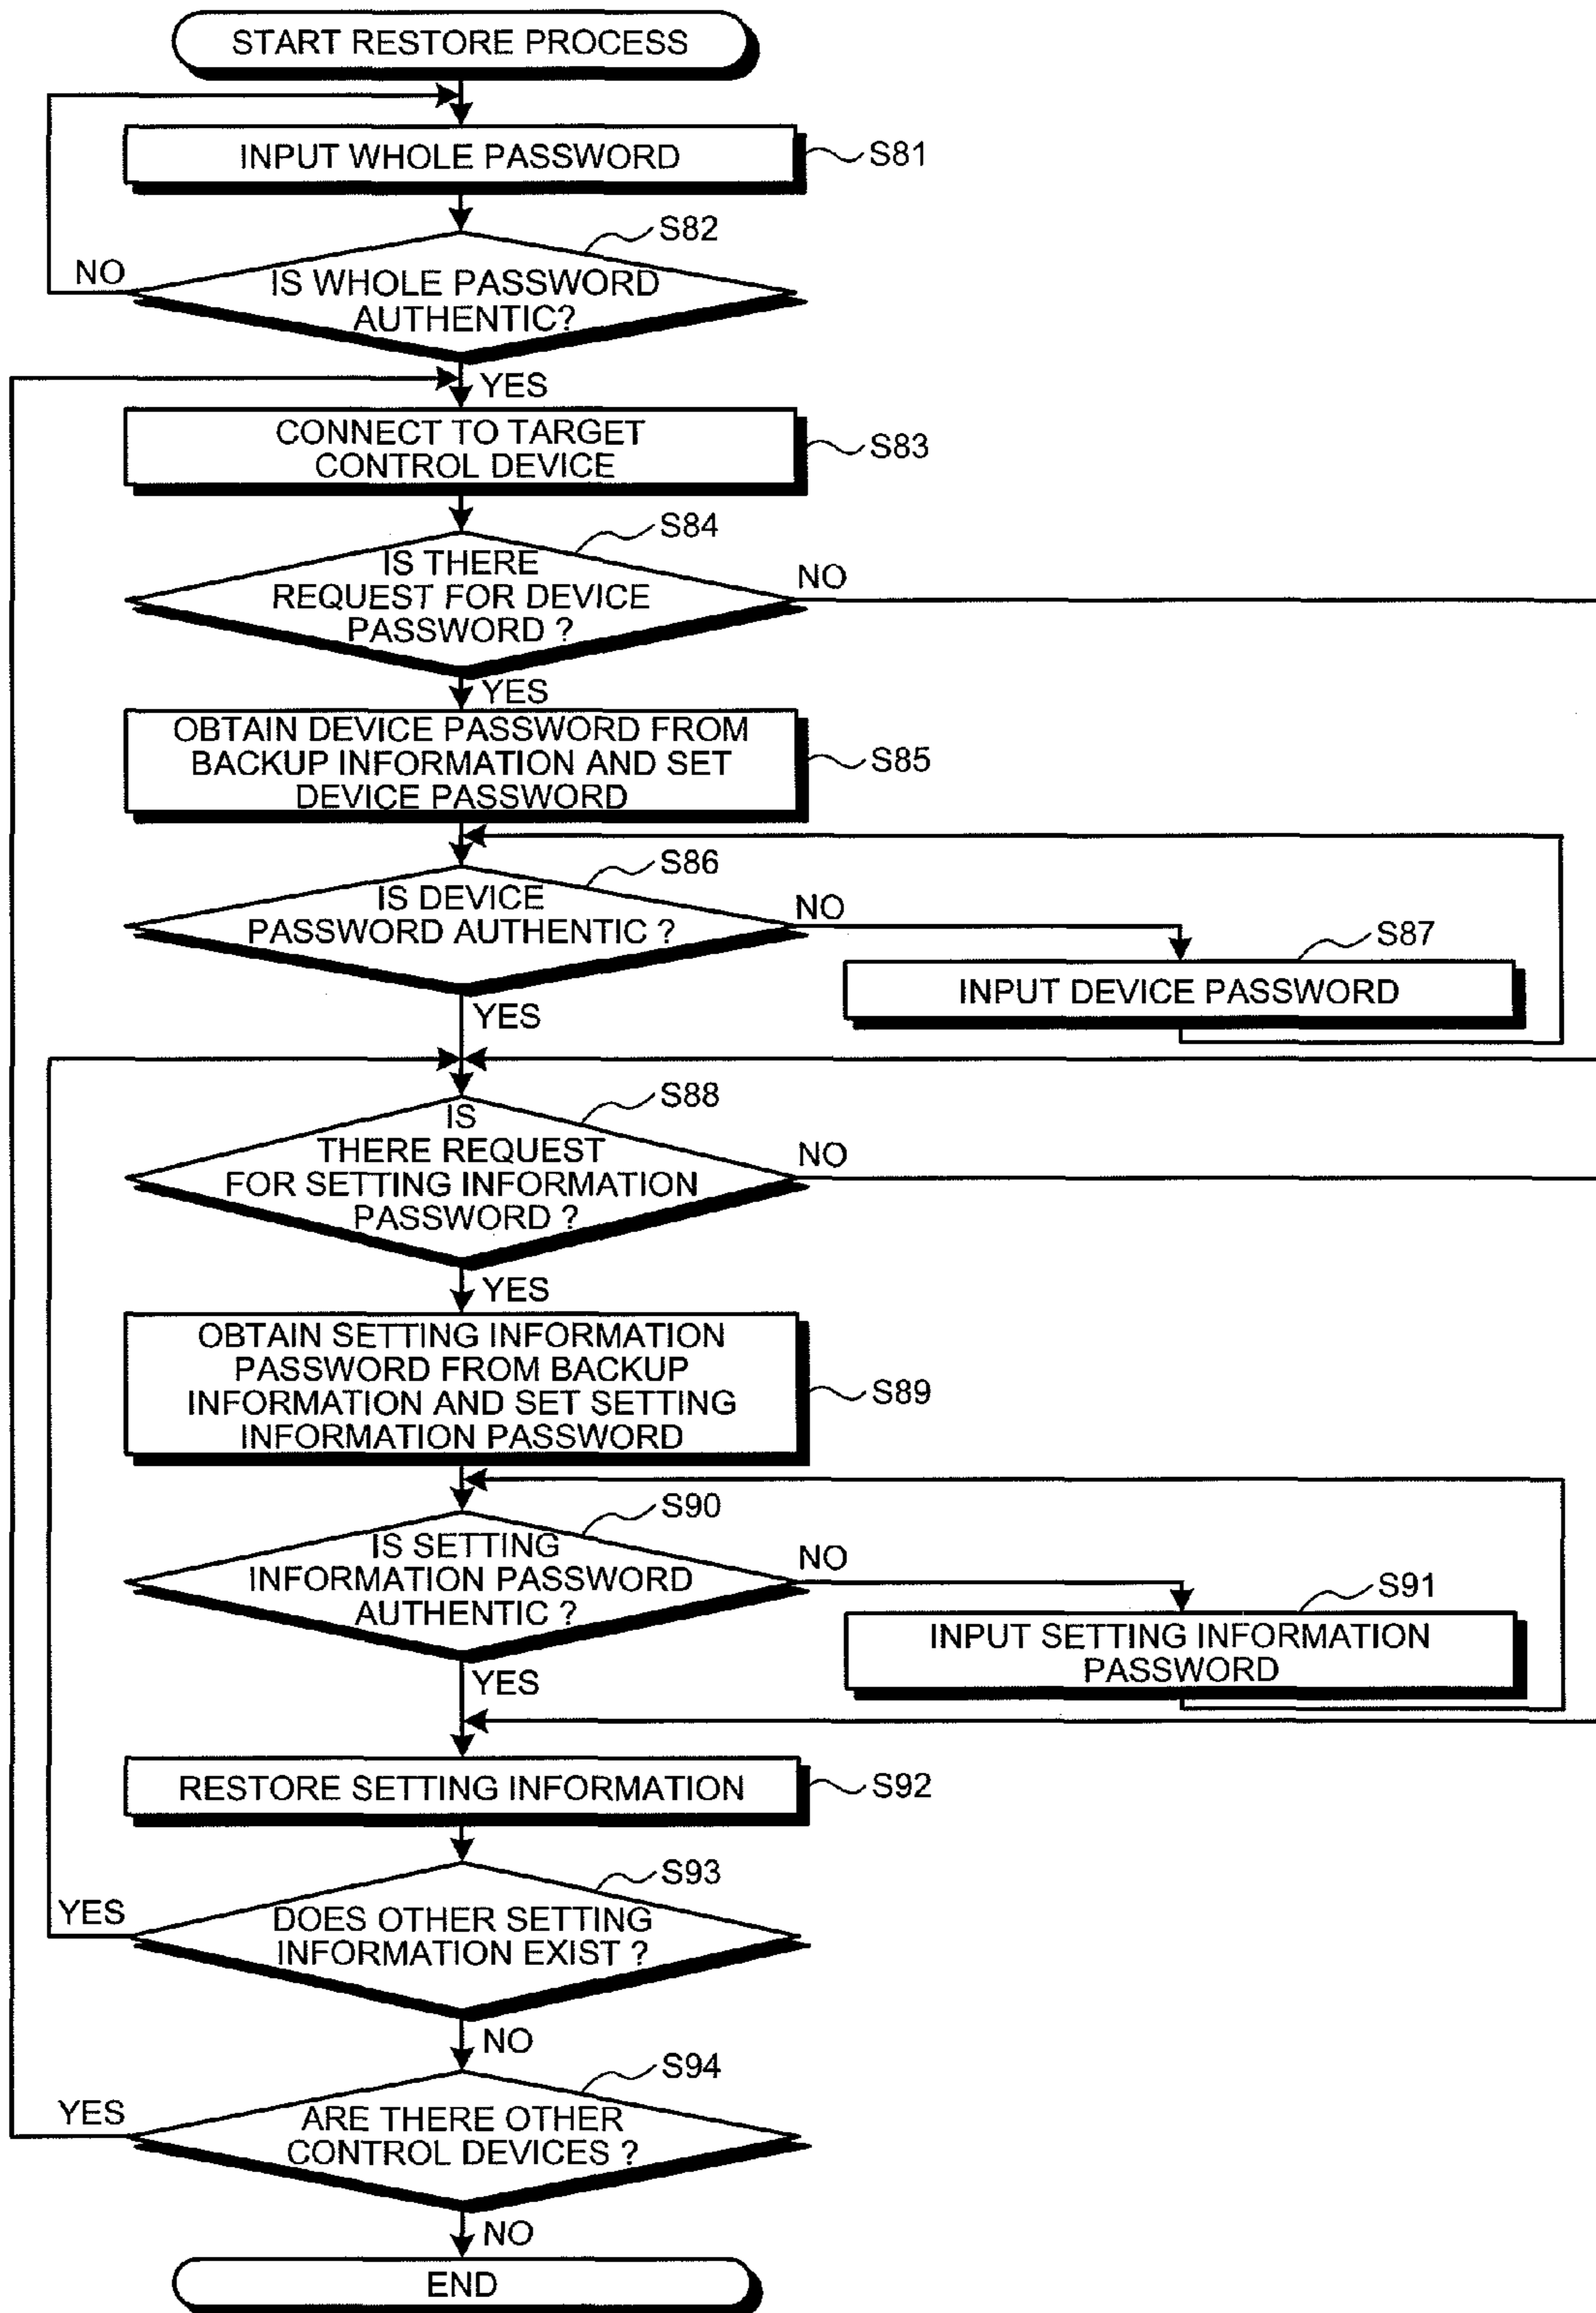 START RESTORE PROCESS
INPUT WHOLE PASSWORD
S81
S82
NO
IS WHOLE PASSWORD
AUTHENTIC?
YES
CONNECT TO TARGET
CONTROL DEVICE
S83
S84
IS THERE
REQUEST FOR DEVICE
PASSWORD ?
NO
YES
OBTAIN DEVICE PASSWORD FROM
BACKUP INFORMATION AND SET
DEVICE PASSWORD
S85
S86
IS DEVICE
PASSWORD AUTHENTIC ?
NO
S87
INPUT DEVICE PASSWORD
YES
S88
IS
THERE REQUEST
FOR SETTING INFORMATION
PASSWORD ?
NO
YES
OBTAIN SETTING INFORMATION
PASSWORD FROM BACKUP
INFORMATION AND SET SETTING
INFORMATION PASSWORD
S89
S90
IS SETTING
INFORMATION PASSWORD
AUTHENTIC ?
NO
S91
INPUT SETTING INFORMATION
PASSWORD
YES
RESTORE SETTING INFORMATION
S92
S93
YES
DOES OTHER SETTING
INFORMATION EXIST ?
NO
S94
YES
ARE THERE OTHER
CONTROL DEVICES ?
NO
END